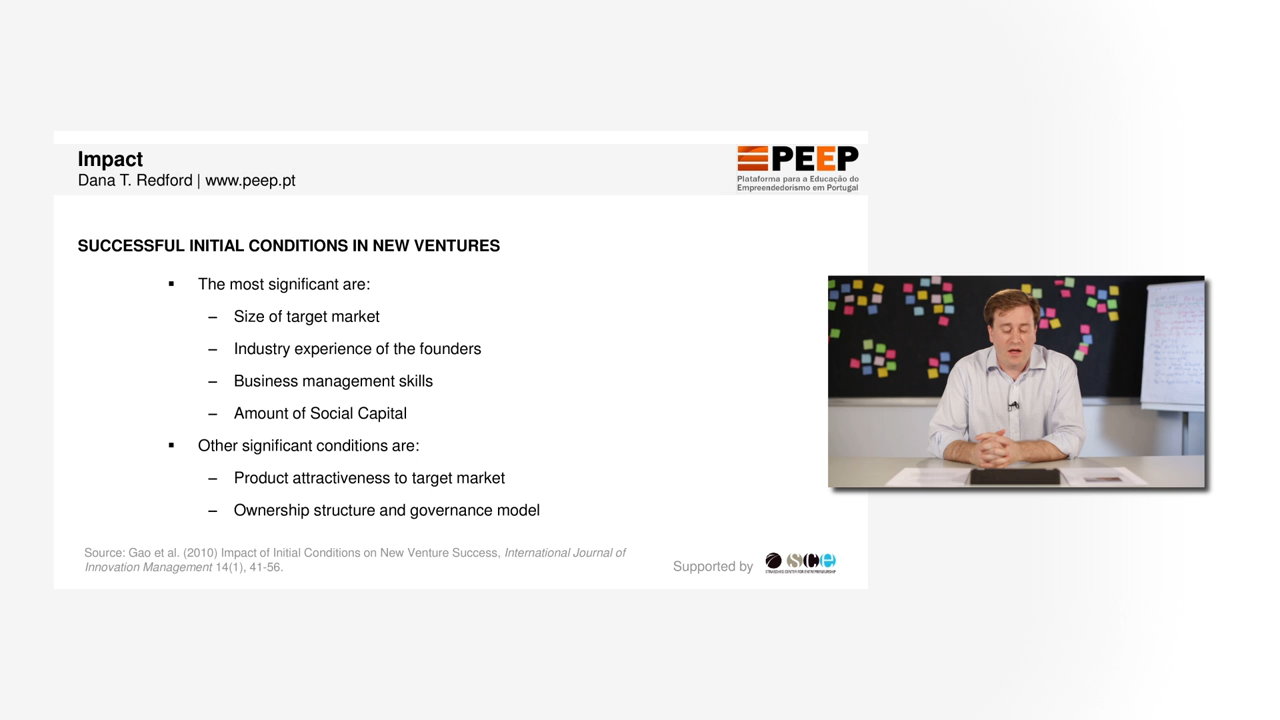 Impact
Dana T. Redford | www.peep.pt
PEEP
Plataforma para a Educação do
Empreendedorismo em Portugal
SUCCESSFUL INITIAL CONDITIONS IN NEW VENTURES
▪ The most significant are:
– Size of target market
– Industry experience of the founders
– Business management skills
– Amount of Social Capital
▪ Other significant conditions are:
– Product attractiveness to target market
– Ownership structure and governance model
Source: Gao et al. (2010) Impact of Initial Conditions on New Venture Success, International Journal of
Innovation Management 14(1), 41-56.
Supported by
sce